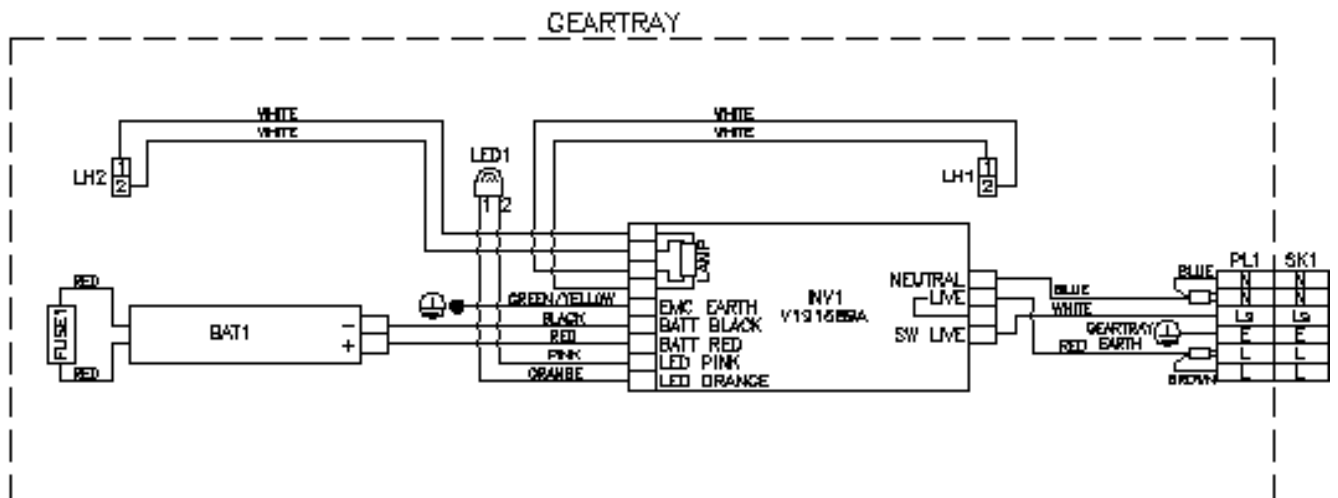 GEARTRAY
WHITE
WHITE
WHITE
WHITE
LED1
1 2
LH2
1
2
LH1
1
2
LAMP
PL1 SK1
RED
FUSE1
RED
BAT1
-
+
GREEN/YELLOW
BLACK
RED
PINK
ORANGE
EMC EARTH
BATT BLACK
BATT RED
LED PINK
LED ORANGE
INV1
NEUTRAL
LIVE
SW LIVE
BLUE
BLUE
WHITE
GEARTRAY
EARTH
RED
BROWN
N N
N N
Ls Ls
E E
L L
L L